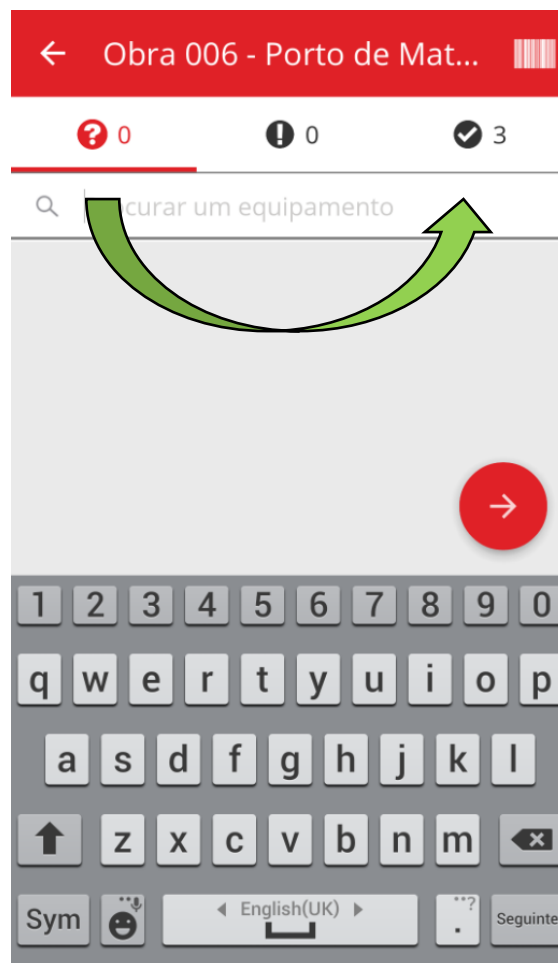 Obra 006 - Porto de Mat...
0 0 3
curar um equipamento
1 2 3 4 5 6 7 8 9 0
q w e r t y u i o p
a s d f g h j k l
z x c v b n m
Sym English(UK) . Seguinte